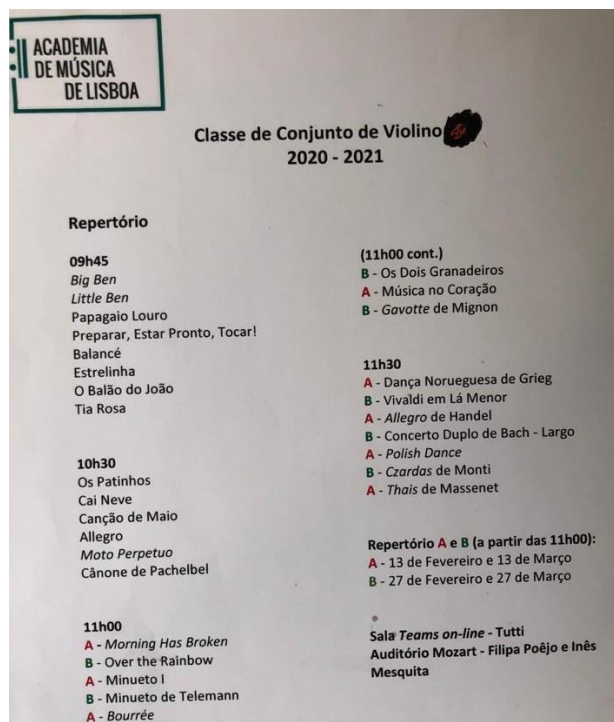 ACADEMIA
DE MÚSICA
DE LISBOA
Classe de Conjunto de Violino
2020 - 2021
Repertório
09h45
Big Ben
Little Ben
Papagaio Louro
Preparar, Estar Pronto, Tocar!
Balancé
Estrelinha
O Balão do João
Tia Rosa
10h30
Os Patinhos
Cai Neve
Canção de Maio
Allegro
Moto Perpetuo
Cânone de Pachelbel
11h00
A - Morning Has Broken
B - Over the Rainbow
A - Minueto I
B - Minueto de Telemann
A - Bourrée
(11h00 cont.)
B - Os Dois Granadeiros
A - Música no Coração
B - Gavotte de Mignon
11h30
A - Dança Norueguesa de Grieg
B - Vivaldi em Lá Menor
A - Allegro de Handel
B - Concerto Duplo de Bach - Largo
A - Polish Dance
B - Czardas de Monti
A - Thais de Massenet
Repertório A e B (a partir das 11h00):
A - 13 de Fevereiro e 13 de Março
B - 27 de Fevereiro e 27 de Março
Sala Teams on-line - Tutti
Auditório Mozart - Filipa Poêjo e Inês
Mesquita